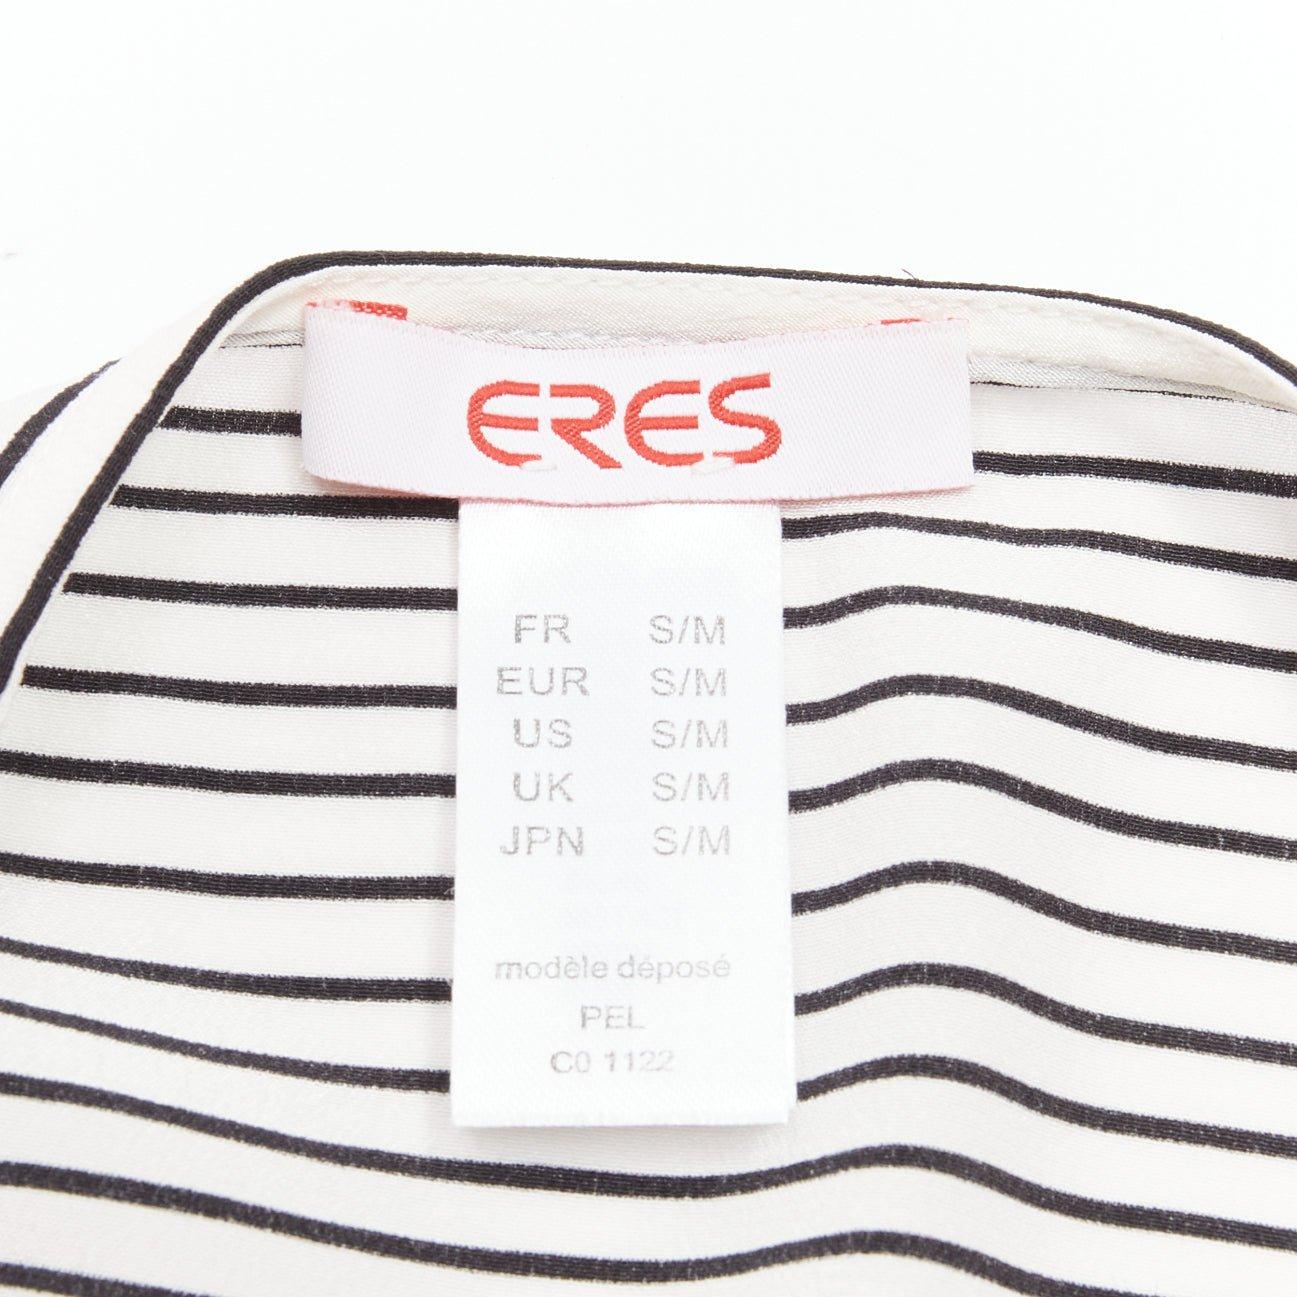 ERES
FR S/M
EUR S/M
US S/M
UK S/M
JPN S/M
modèle déposé
PEL
C0 1122